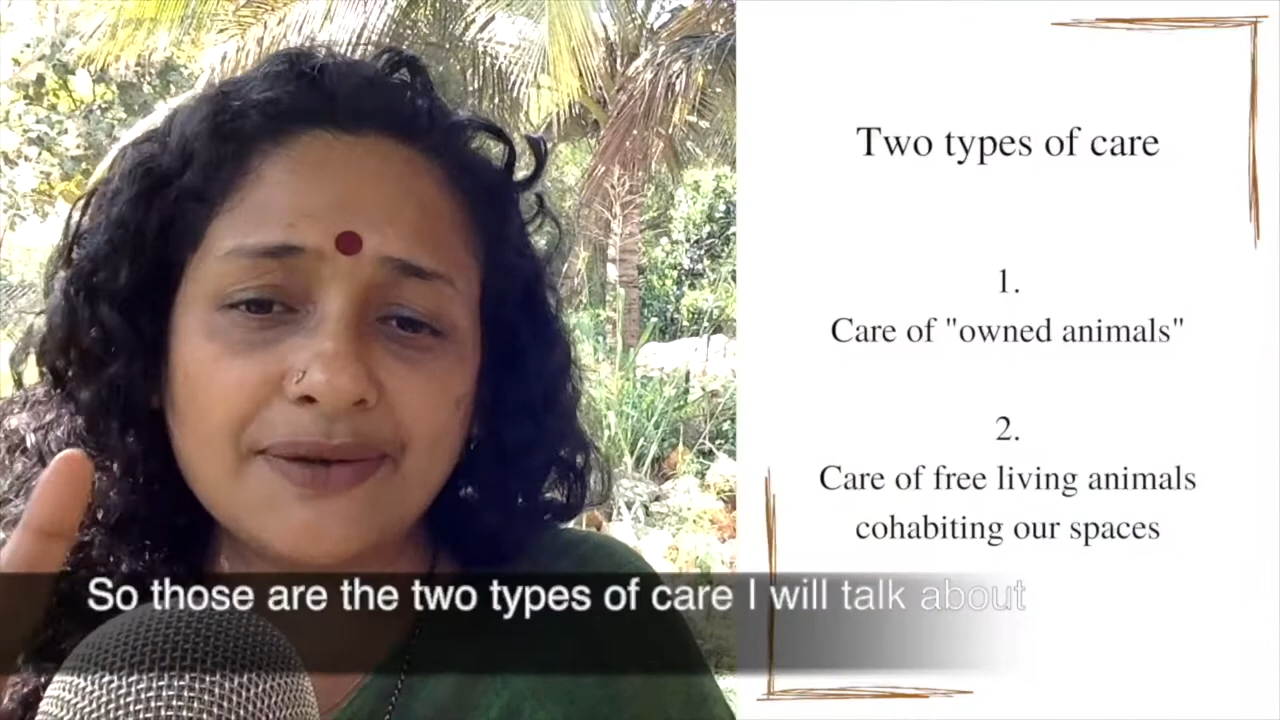 Two types of care
1.
Care of "owned animals"
2.
Care of free living animals
cohabiting our spaces
So those are the two types of care I will talk about